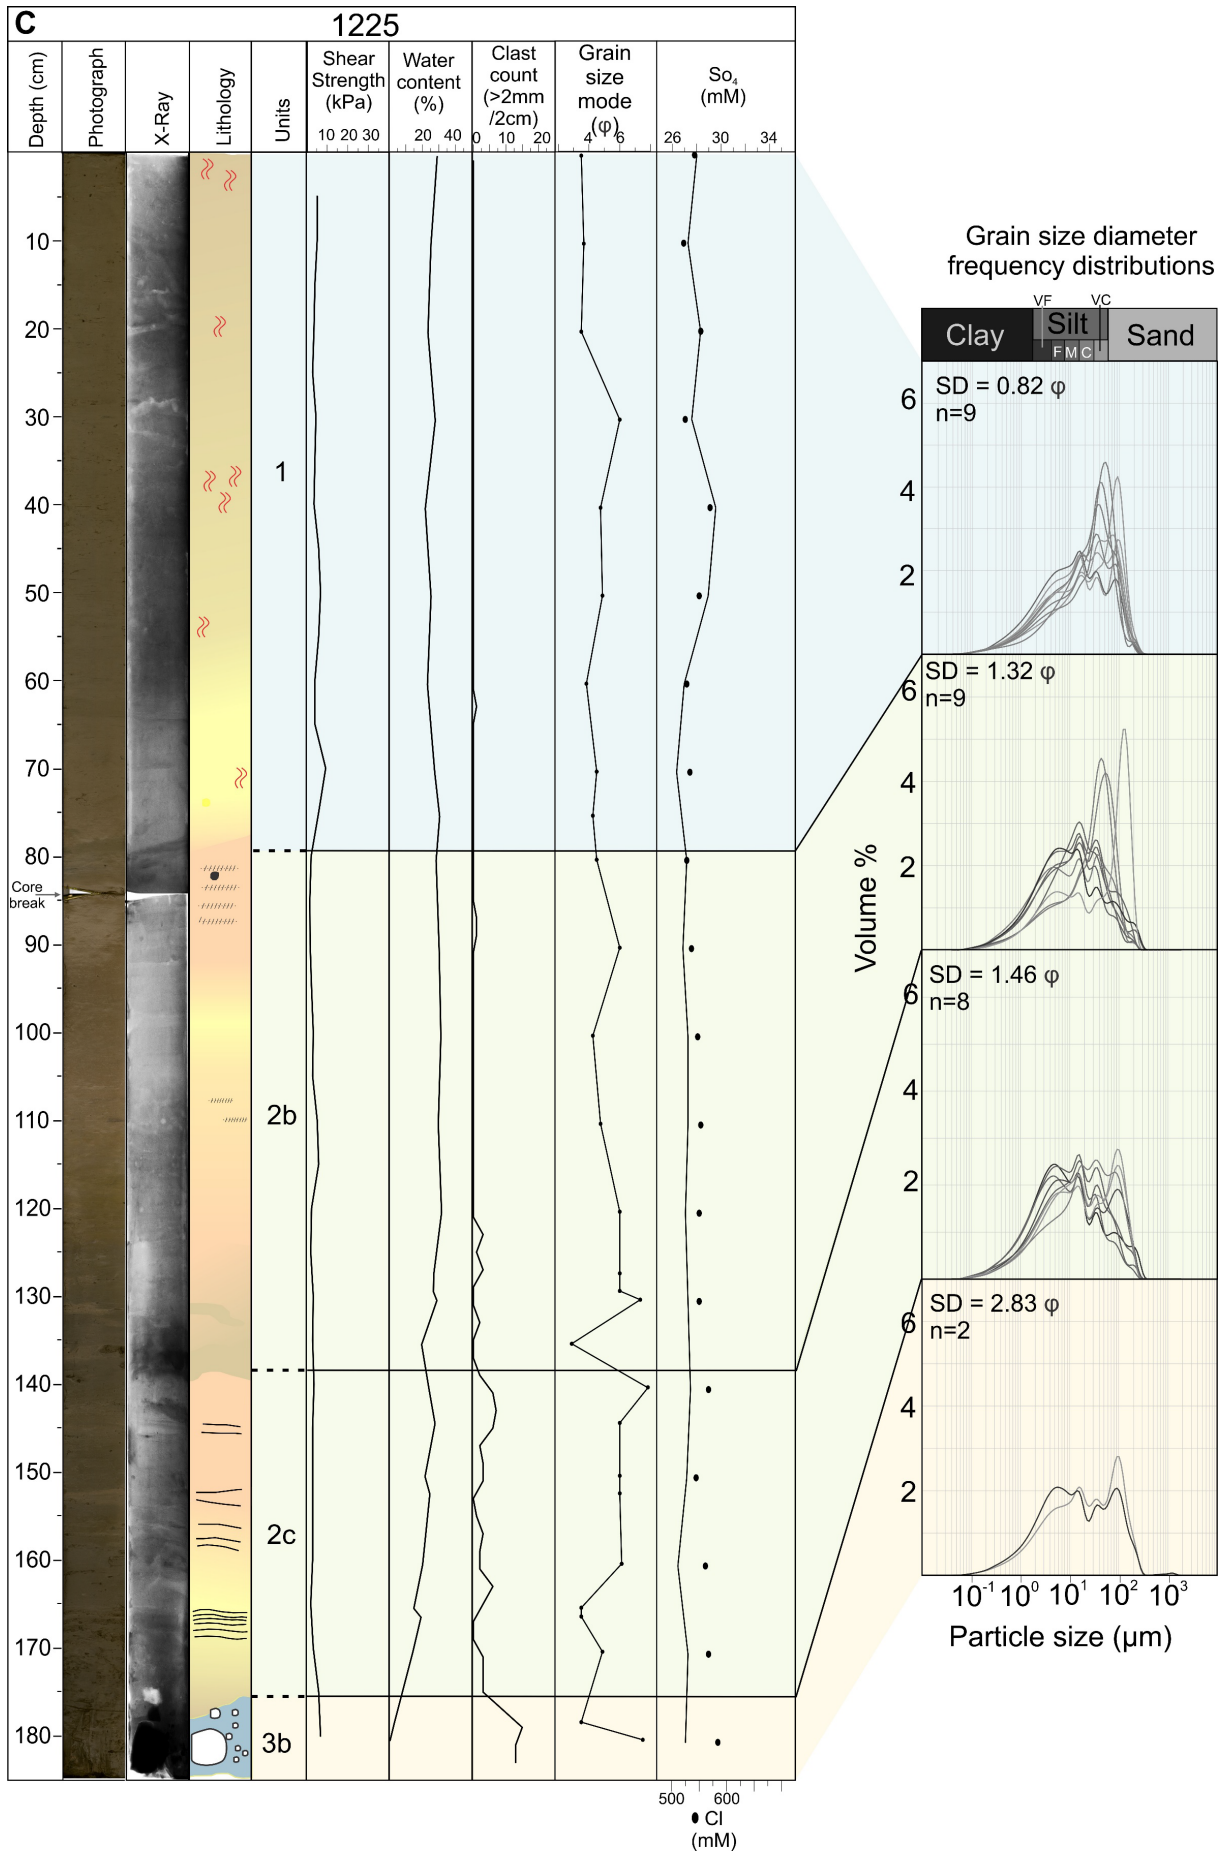 C
1225
Depth (cm)
Photograph
X-Ray
Lithology
Units
Shear
Strength
(kPa)
10 20 30
Water
content
(%)
20 40
Clast
count
(>2mm
/2cm)
0 10 20
Grain
size
mode
(φ)
4 6
So₄
(mM)
26 30 34
10
20
30
40
50
60
70
80
Core
break
90
100
110
120
130
140
150
160
170
180
1
2b
2c
3b
500 600
Cl
(mM)
Grain size diameter
frequency distributions
VF VC
Clay Silt Sand
F M C
SD = 0.82 φ
n=9
6
4
2
SD = 1.32 φ
n=9
6
4
2
Volume %
SD = 1.46 φ
n=8
6
4
2
SD = 2.83 φ
n=2
6
4
2
10⁻¹ 10⁰ 10¹ 10² 10³
Particle size (μm)